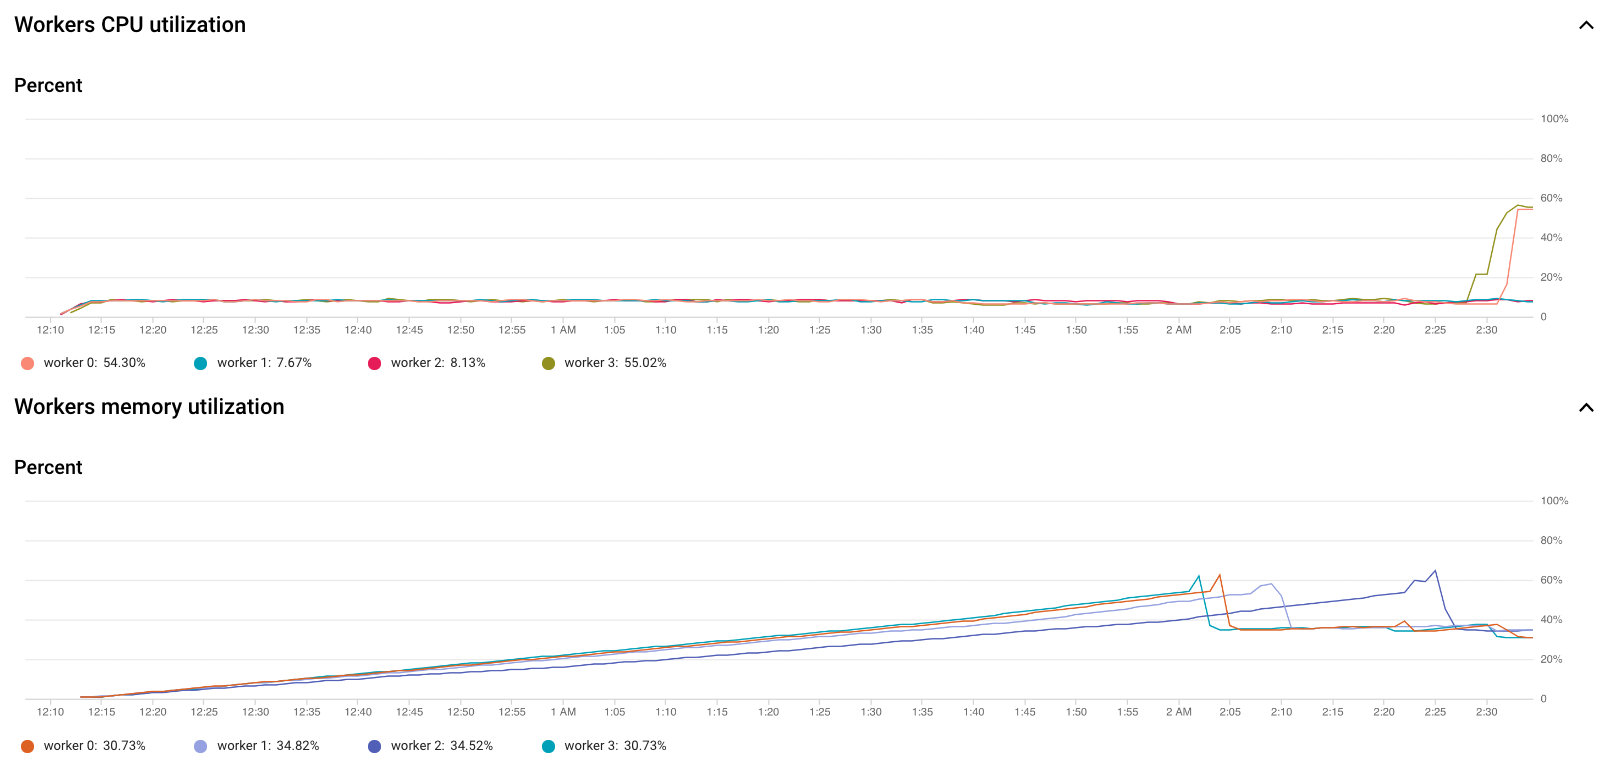 Workers CPU utilization
Percent
100%
80%
60%
40%
20%
0
12:10 12:15 12:20 12:25 12:30 12:35 12:40 12:45 12:50 12:55 1 AM 1:05 1:10 1:15 1:20 1:25 1:30 1:35 1:40 1:45 1:50 1:55 2 AM 2:05 2:10 2:15 2:20 2:25 2:30
worker 0: 54.30% worker 1: 7.67% worker 2: 8.13% worker 3: 55.02%
Workers memory utilization
Percent
100%
80%
60%
40%
20%
0
12:10 12:15 12:20 12:25 12:30 12:35 12:40 12:45 12:50 12:55 1 AM 1:05 1:10 1:15 1:20 1:25 1:30 1:35 1:40 1:45 1:50 1:55 2 AM 2:05 2:10 2:15 2:20 2:25 2:30
worker 0: 30.73% worker 1: 34.82% worker 2: 34.52% worker 3: 30.73%